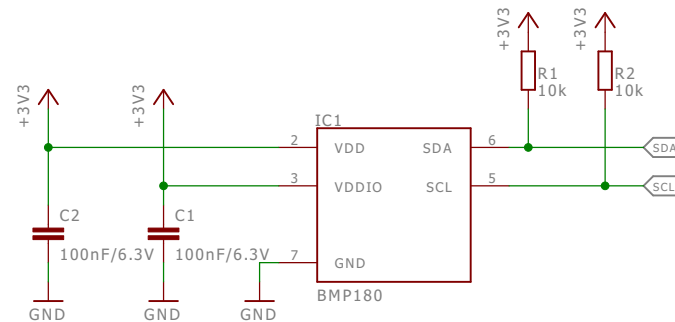 +3V3
+3V3
R1
10k
R2
10k
+3V3
+3V3
IC1
2
VDD
SDA
6
SDA
3
VDDIO
SCL
5
SCL
C2
100nF/6.3V
C1
100nF/6.3V
7
GND
BMP180
GND
GND
GND